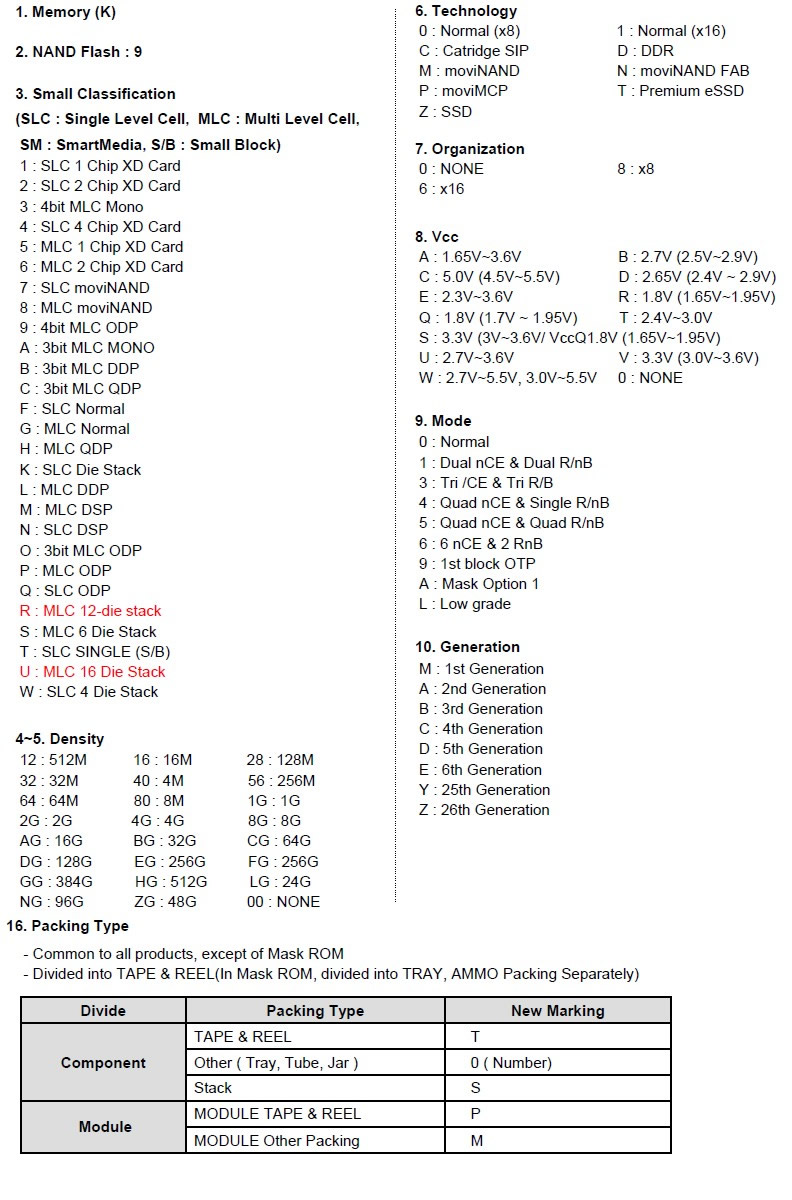 1. Memory (K)
2. NAND Flash : 9
3. Small Classification
(SLC : Single Level Cell, MLC : Multi Level Cell,
SM : SmartMedia, S/B : Small Block)
1 : SLC 1 Chip XD Card
2 : SLC 2 Chip XD Card
3 : 4bit MLC Mono
4 : SLC 4 Chip XD Card
5 : MLC 1 Chip XD Card
6 : MLC 2 Chip XD Card
7 : SLC moviNAND
8 : MLC moviNAND
9 : 4bit MLC ODP
A : 3bit MLC MONO
B : 3bit MLC DDP
C : 3bit MLC QDP
F : SLC Normal
G : MLC Normal
H : MLC QDP
K : SLC Die Stack
L : MLC DDP
M : MLC DSP
N : SLC DSP
O : 3bit MLC ODP
P : MLC ODP
Q : SLC ODP
R : MLC 12-die stack
S : MLC 6 Die Stack
T : SLC SINGLE (S/B)
U : MLC 16 Die Stack
W : SLC 4 Die Stack
4~5. Density
12 : 512M 16 : 16M 28 : 128M
32 : 32M 40 : 4M 56 : 256M
64 : 64M 80 : 8M 1G : 1G
2G : 2G 4G : 4G 8G : 8G
AG : 16G BG : 32G CG : 64G
DG : 128G EG : 256G FG : 256G
GG : 384G HG : 512G LG : 24G
NG : 96G ZG : 48G 00 : NONE
6. Technology
0 : Normal (x8) 1 : Normal (x16)
C : Catridge SIP D : DDR
M : moviNAND N : moviNAND FAB
P : moviMCP T : Premium eSSD
Z : SSD
7. Organization
0 : NONE 8 : x8
6 : x16
8. Vcc
A : 1.65V~3.6V B : 2.7V (2.5V~2.9V)
C : 5.0V (4.5V~5.5V) D : 2.65V (2.4V ~ 2.9V)
E : 2.3V~3.6V R : 1.8V (1.65V~1.95V)
Q : 1.8V (1.7V ~ 1.95V) T : 2.4V~3.0V
S : 3.3V (3V~3.6V/ VccQ1.8V (1.65V~1.95V)
U : 2.7V~3.6V V : 3.3V (3.0V~3.6V)
W : 2.7V~5.5V, 3.0V~5.5V 0 : NONE
9. Mode
0 : Normal
1 : Dual nCE & Dual R/nB
3 : Tri /CE & Tri R/B
4 : Quad nCE & Single R/nB
5 : Quad nCE & Quad R/nB
6 : 6 nCE & 2 RnB
9 : 1st block OTP
A : Mask Option 1
L : Low grade
10. Generation
M : 1st Generation
A : 2nd Generation
B : 3rd Generation
C : 4th Generation
D : 5th Generation
E : 6th Generation
Y : 25th Generation
Z : 26th Generation
16. Packing Type
- Common to all products, except of Mask ROM
- Divided into TAPE & REEL(In Mask ROM, divided into TRAY, AMMO Packing Separately)
Divide Packing Type New Marking
Component
TAPE & REEL T
Other ( Tray, Tube, Jar ) 0 ( Number)
Stack S
Module
MODULE TAPE & REEL P
MODULE Other Packing M